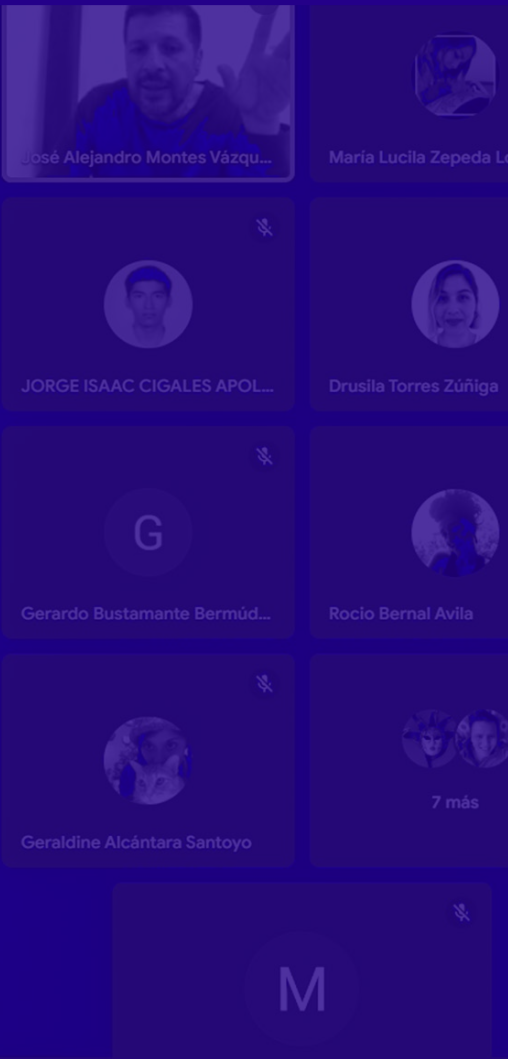 José Alejandro Montes Vázqu...
María Lucila Zepeda Lo
JORGE ISAAC CIGALES APOL...
Drusila Torres Zúñiga
G
Gerardo Bustamante Bermúd...
Rocio Bernal Avila
Geraldine Alcántara Santoyo
7 más
M